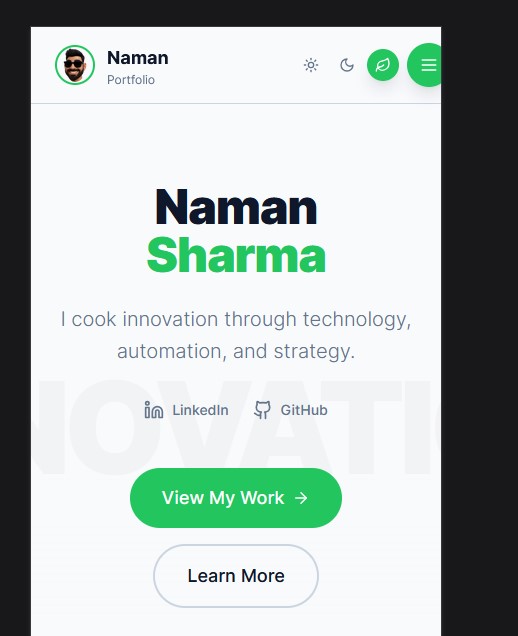 Naman
Portfolio
Naman
Sharma
I cook innovation through technology,
automation, and strategy.
NOVATI
LinkedIn
GitHub
View My Work →
Learn More